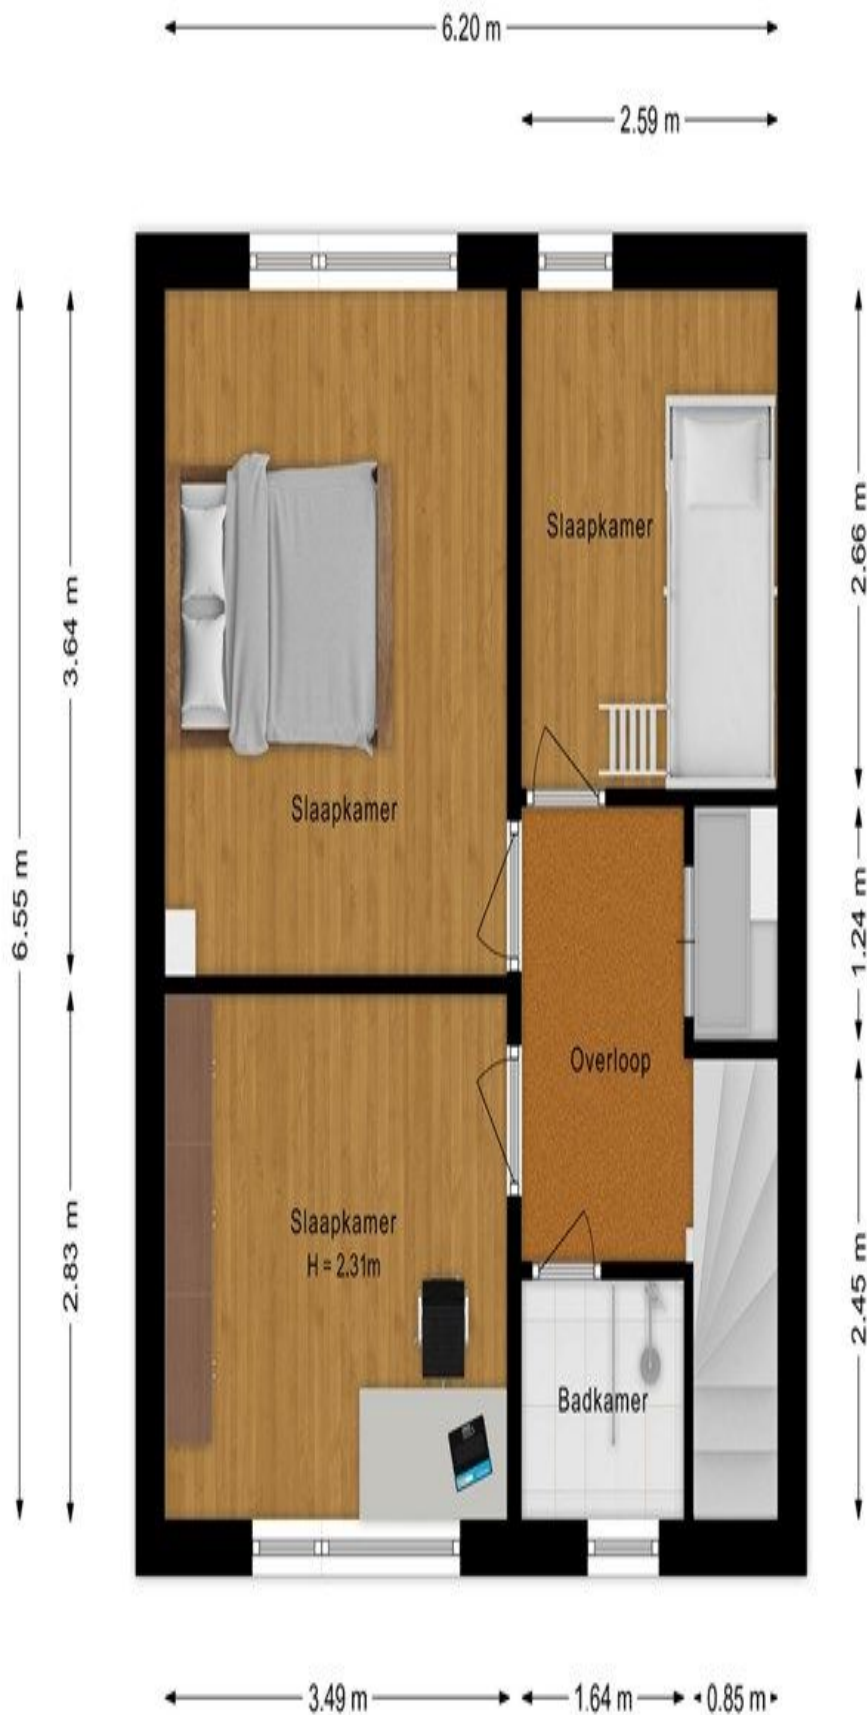 6.20 m
2.59 m
Slaapkamer
2.66 m
3.64 m
Slaapkamer
6.55 m
1.24 m
Overloop
Slaapkamer
H = 2.31m
2.83 m
2.45 m
Badkamer
3.49 m
1.64 m
0.85 m